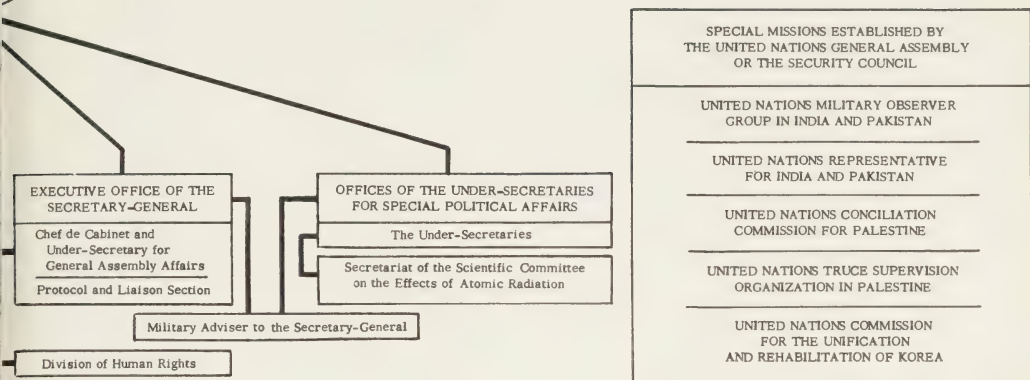 EXECUTIVE OFFICE OF THE
SECRETARY-GENERAL
Chef de Cabinet and
Under-Secretary for
General Assembly Affairs
Protocol and Liaison Section
OFFICES OF THE UNDER-SECRETARIES
FOR SPECIAL POLITICAL AFFAIRS
The Under-Secretaries
Secretariat of the Scientific Committee
on the Effects of Atomic Radiation
Military Adviser to the Secretary-General
Division of Human Rights
SPECIAL MISSIONS ESTABLISHED BY
THE UNITED NATIONS GENERAL ASSEMBLY
OR THE SECURITY COUNCIL
UNITED NATIONS MILITARY OBSERVER
GROUP IN INDIA AND PAKISTAN
UNITED NATIONS REPRESENTATIVE
FOR INDIA AND PAKISTAN
UNITED NATIONS CONCILIATION
COMMISSION FOR PALESTINE
UNITED NATIONS TRUCE SUPERVISION
ORGANIZATION IN PALESTINE
UNITED NATIONS COMMISSION
FOR THE UNIFICATION
AND REHABILITATION OF KOREA